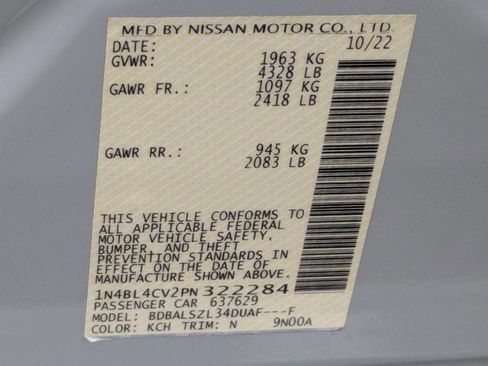 MFD BY NISSAN MOTOR CO., LTD.
DATE: 10/22
GVWR: 1963 KG
4328 LB
GAWR FR.: 1097 KG
2418 LB
GAWR RR.: 945 KG
2083 LB
THIS VEHICLE CONFORMS TO
ALL APPLICABLE FEDERAL
MOTOR VEHICLE SAFETY,
BUMPER, AND THEFT
PREVENTION STANDARDS IN
EFFECT ON THE DATE OF
MANUFACTURE SHOWN ABOVE.
1N4BL4CV2PN 322284
PASSENGER CAR 637629
MODEL: BDBALSZL34DUAF---F
COLOR: KCH TRIM: N 9N00A